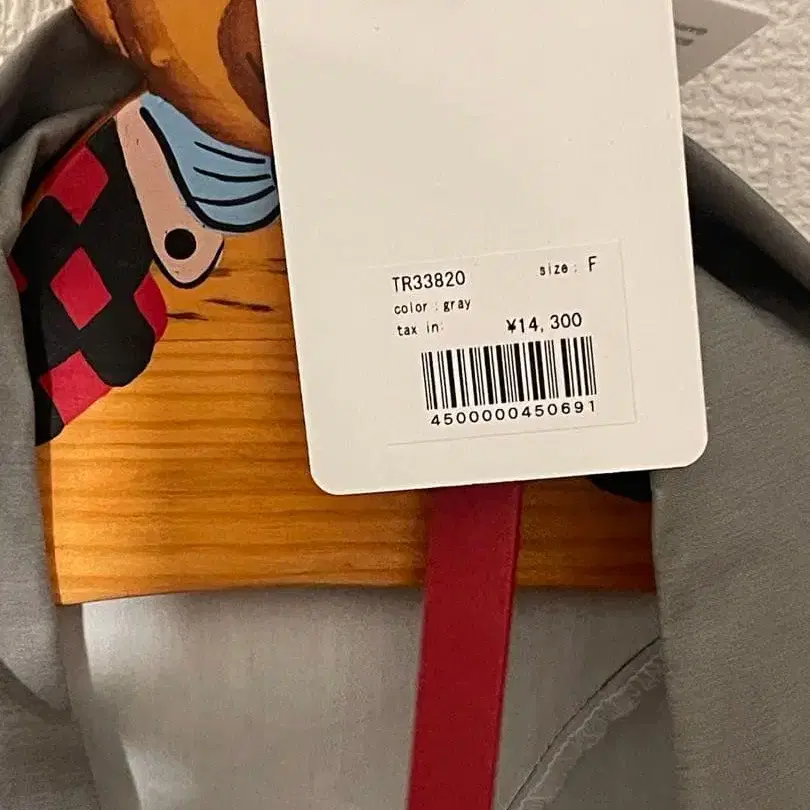 TR33820 size: F
color : gray
tax in: ¥14,300
4500000450691